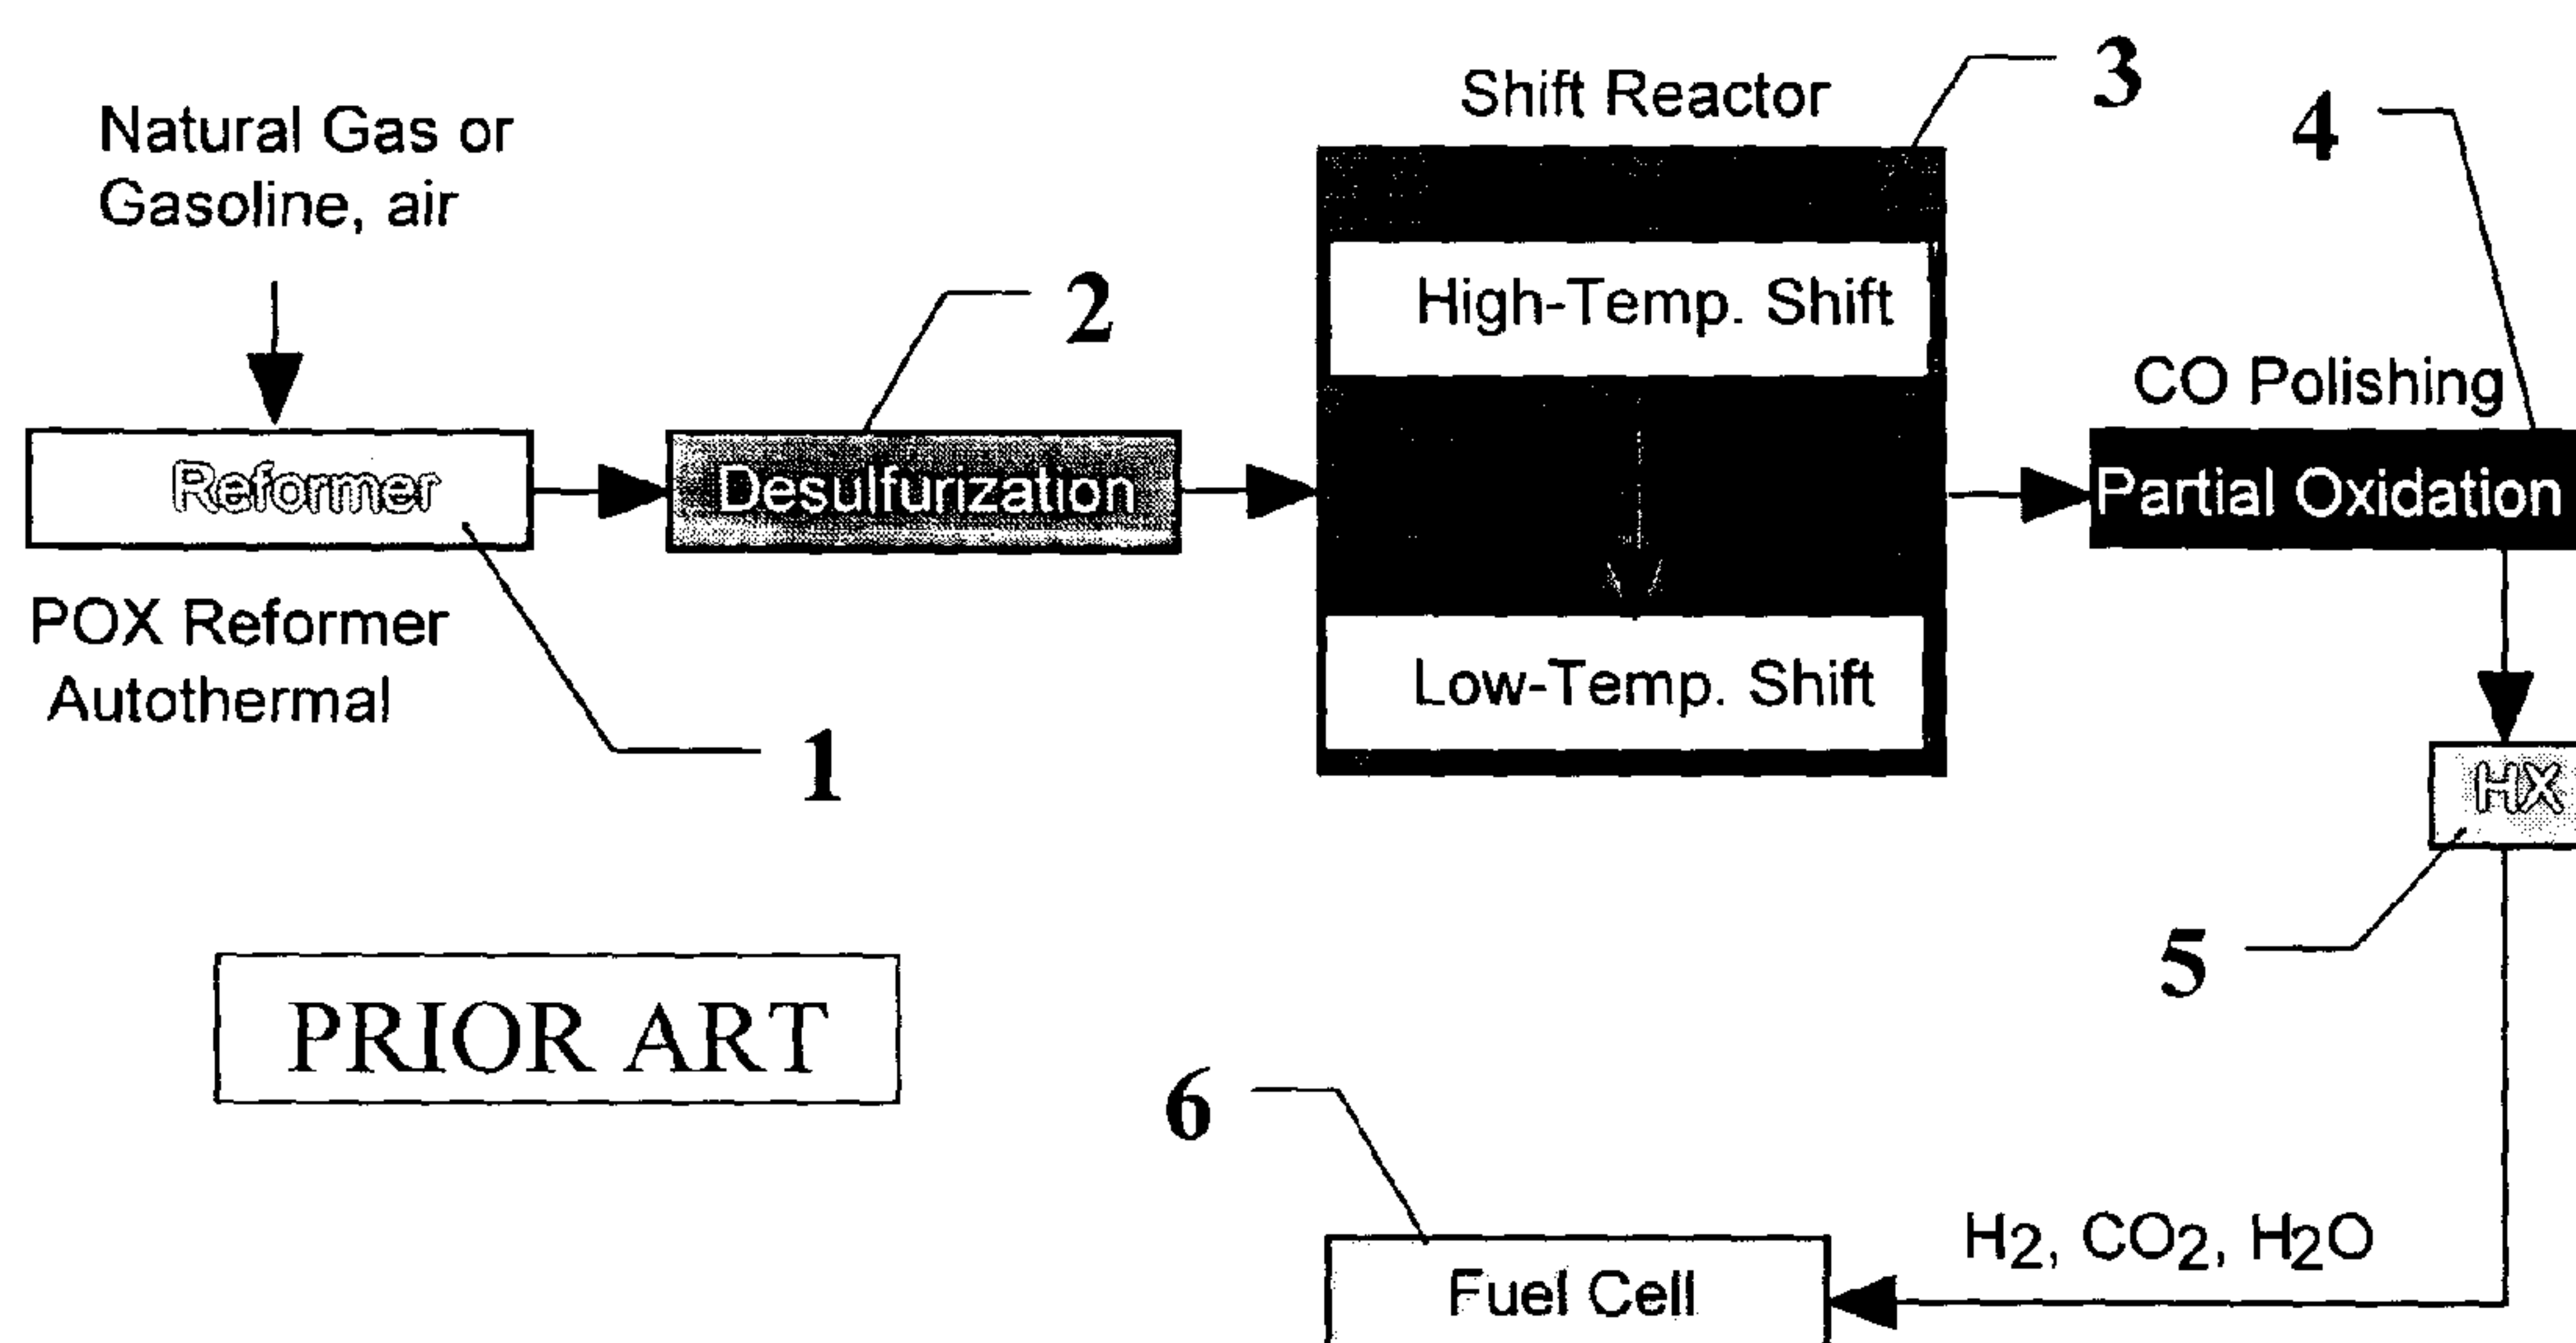 Natural Gas or
Gasoline, air
Reformer
POX Reformer
Autothermal
1
2
Desulfurization
Shift Reactor
3
High-Temp. Shift
Low-Temp. Shift
4
CO Polishing
Partial Oxidation
HX
5
PRIOR ART
6
H2, CO2, H2O
Fuel Cell